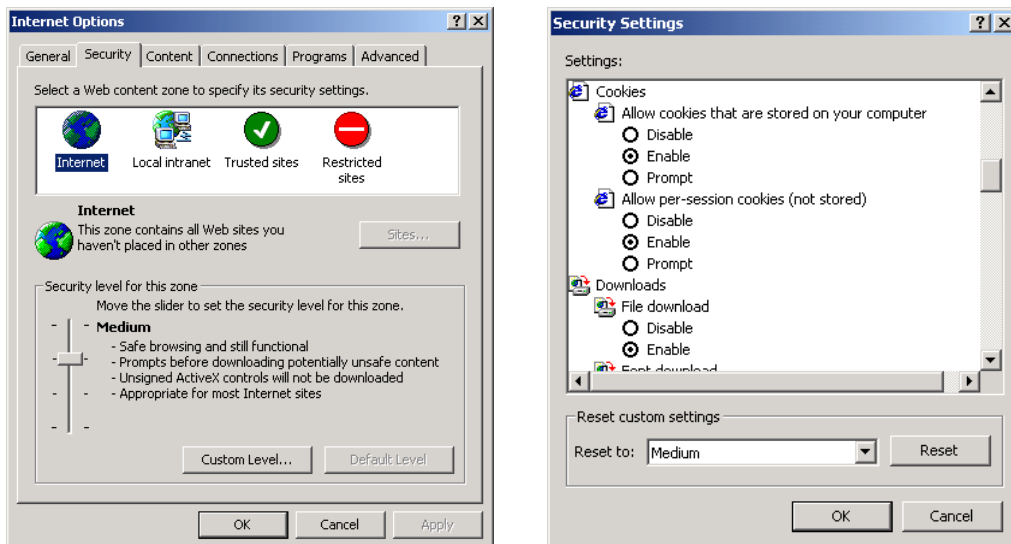 Internet Options
General Security Content Connections Programs Advanced
Select a Web content zone to specify its security settings.
Internet Local intranet Trusted sites Restricted
sites
Internet
This zone contains all Web sites you
haven't placed in other zones
Sites...
Security level for this zone
Move the slider to set the security level for this zone.
Medium
- Safe browsing and still functional
- Prompts before downloading potentially unsafe content
- Unsigned ActiveX controls will not be downloaded
- Appropriate for most Internet sites
Custom Level... Default Level
OK Cancel Apply
Security Settings
Settings:
Cookies
Allow cookies that are stored on your computer
Disable
Enable
Prompt
Allow per-session cookies (not stored)
Disable
Enable
Prompt
Downloads
File download
Disable
Enable
Font download
Reset custom settings
Reset to: Medium Reset
OK Cancel